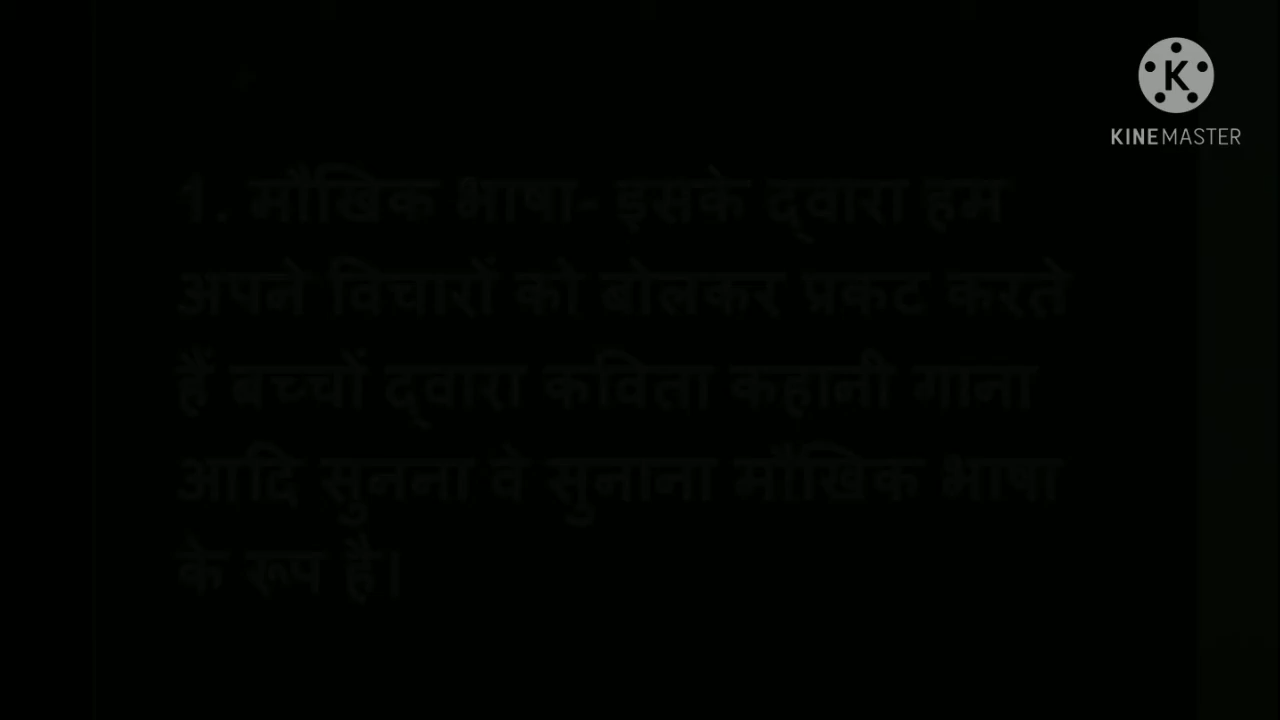 KINEMASTER
1. मौखिक भाषा- इसके द्वारा हम
अपने विचारों को बोलकर प्रकट करते
हैं बच्चों द्वारा कविता कहानी गाना
आदि सुनना वे सुनाना मौखिक भाषा
के रूप है।